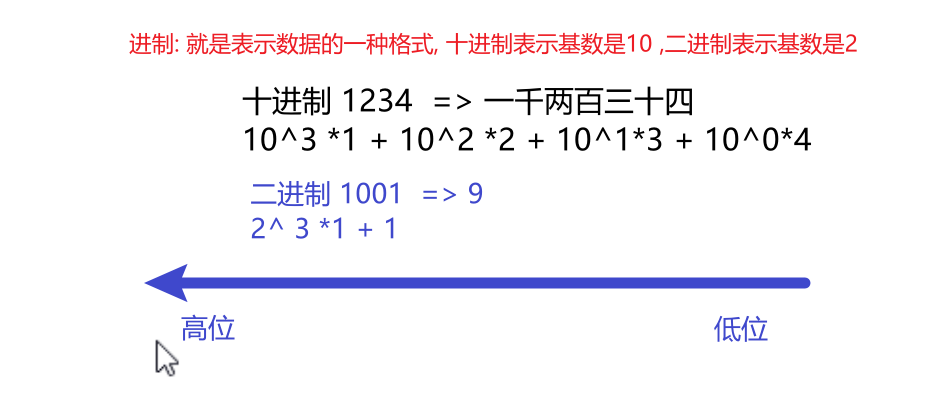 进制: 就是表示数据的一种格式, 十进制表示基数是10 ,二进制表示基数是2
十进制 1234 => 一千两百三十四
10^3 *1 + 10^2 *2 + 10^1*3 + 10^0*4
二进制 1001 => 9
2^ 3 *1 + 1
高位 低位